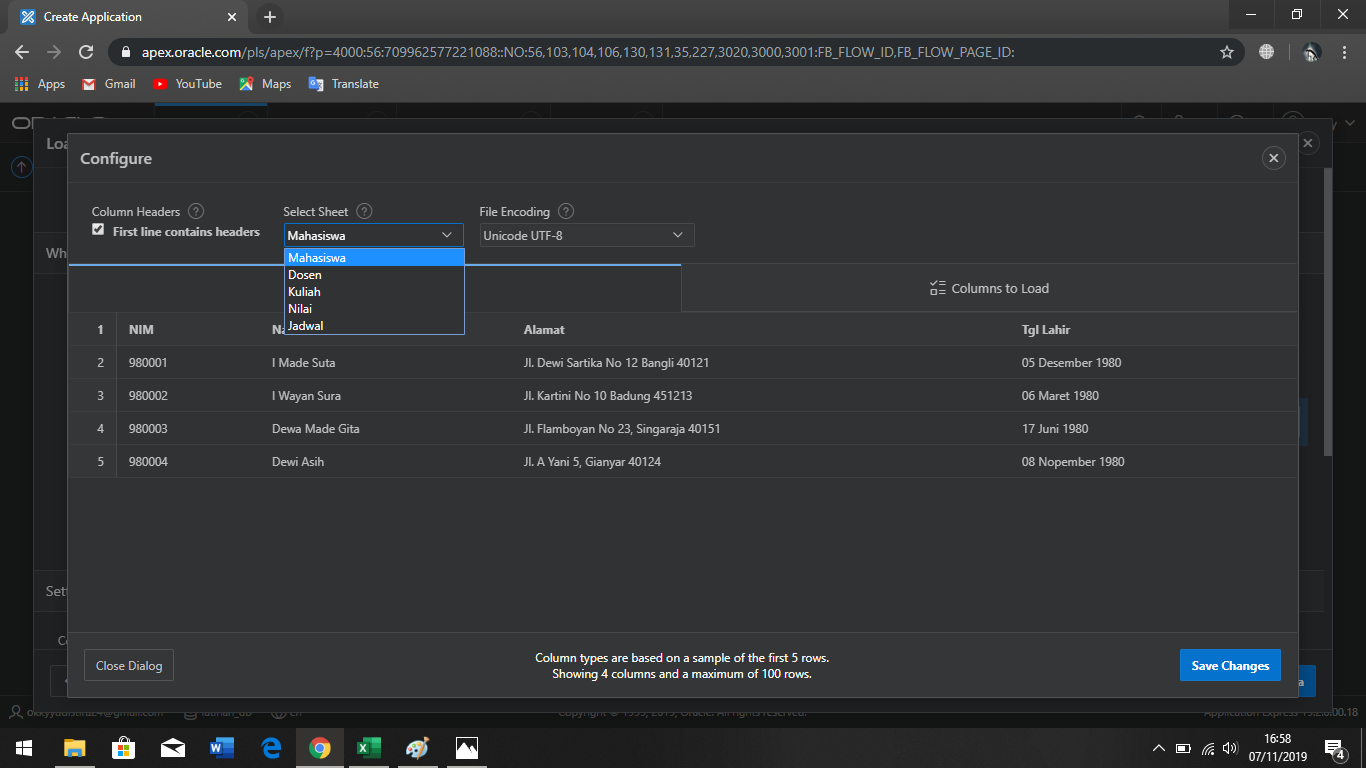 Create Application
apex.oracle.com/pls/apex/f?p=4000:56:709962577221088::NO:56,103,104,106,130,131,35,227,3020,3000,3001:FB_FLOW_ID,FB_FLOW_PAGE_ID:
Apps Gmail YouTube Maps Translate
Configure
Column Headers ? Select Sheet ? File Encoding ?
First line contains headers Mahasiswa Unicode UTF-8
Mahasiswa
Dosen
Kuliah
Nilai
Jadwal
Columns to Load
1 NIM Alamat Tgl Lahir
2 980001 I Made Suta Jl. Dewi Sartika No 12 Bangli 40121 05 Desember 1980
3 980002 I Wayan Sura Jl. Kartini No 10 Badung 451213 06 Maret 1980
4 980003 Dewa Made Gita Jl. Flamboyan No 23, Singaraja 40151 17 Juni 1980
5 980004 Dewi Asih Jl. A Yani 5, Gianyar 40124 08 Nopember 1980
Close Dialog
Column types are based on a sample of the first 5 rows.
Showing 4 columns and a maximum of 100 rows.
Save Changes
16:58
07/11/2019
4